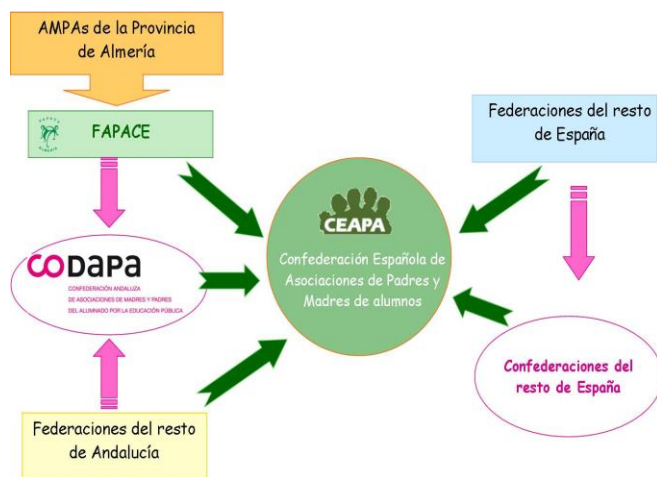 AMPAs de la Provincia
de Almería
FAPACE
Federaciones del resto
de España
CEAPA
Confederación Española de
Asociaciones de Padres y
Madres de alumnos
CODAPA
CONFEDERACIÓN ANDALUZA
DE ASOCIACIONES DE MADRES Y PADRES
DEL ALUMNADO POR LA EDUCACIÓN PÚBLICA
Confederaciones del
resto de España
Federaciones del resto
de Andalucía